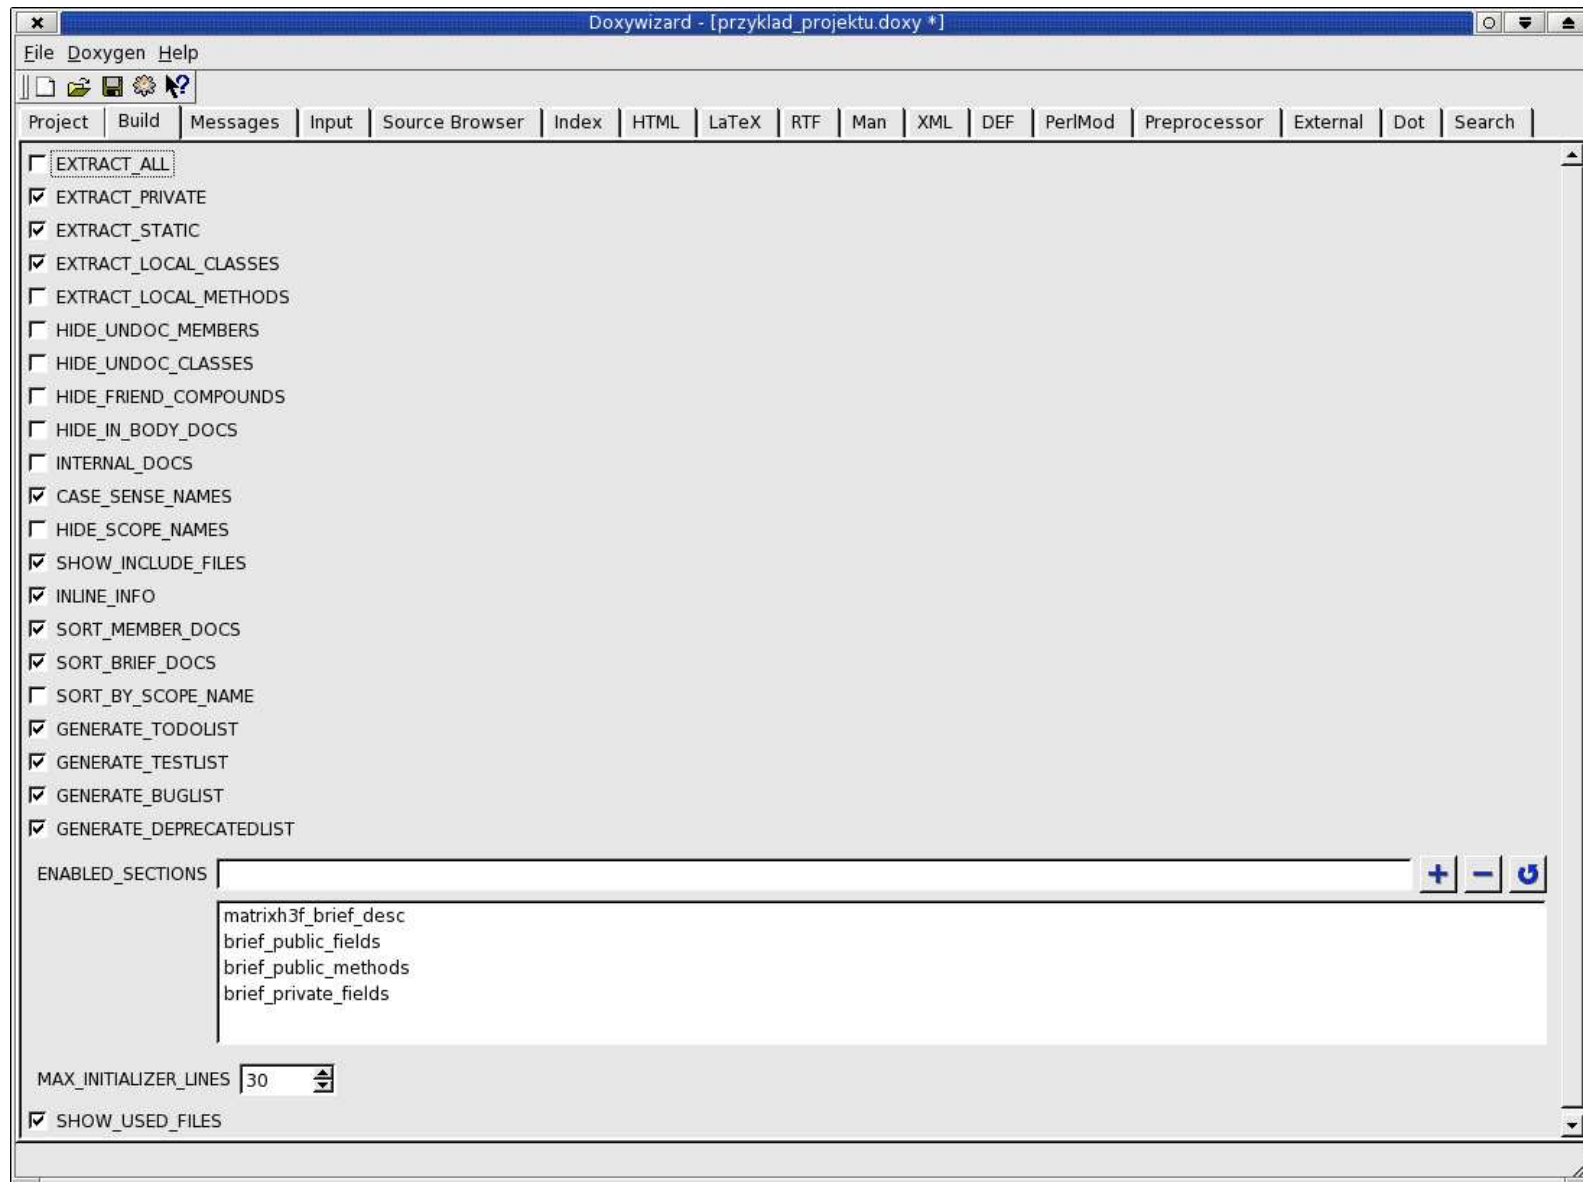 Doxywizard - [przyklad_projektu.doxy *]
File Doxygen Help
Project Build Messages Input Source Browser Index HTML LaTeX RTF Man XML DEF PerlMod Preprocessor External Dot Search
EXTRACT_ALL
EXTRACT_PRIVATE
EXTRACT_STATIC
EXTRACT_LOCAL_CLASSES
EXTRACT_LOCAL_METHODS
HIDE_UNDOC_MEMBERS
HIDE_UNDOC_CLASSES
HIDE_FRIEND_COMPOUNDS
HIDE_IN_BODY_DOCS
INTERNAL_DOCS
CASE_SENSE_NAMES
HIDE_SCOPE_NAMES
SHOW_INCLUDE_FILES
INLINE_INFO
SORT_MEMBER_DOCS
SORT_BRIEF_DOCS
SORT_BY_SCOPE_NAME
GENERATE_TODOLIST
GENERATE_TESTLIST
GENERATE_BUGLIST
GENERATE_DEPRECATEDLIST
ENABLED_SECTIONS
matrixh3f_brief_desc
brief_public_fields
brief_public_methods
brief_private_fields
MAX_INITIALIZER_LINES 30
SHOW_USED_FILES